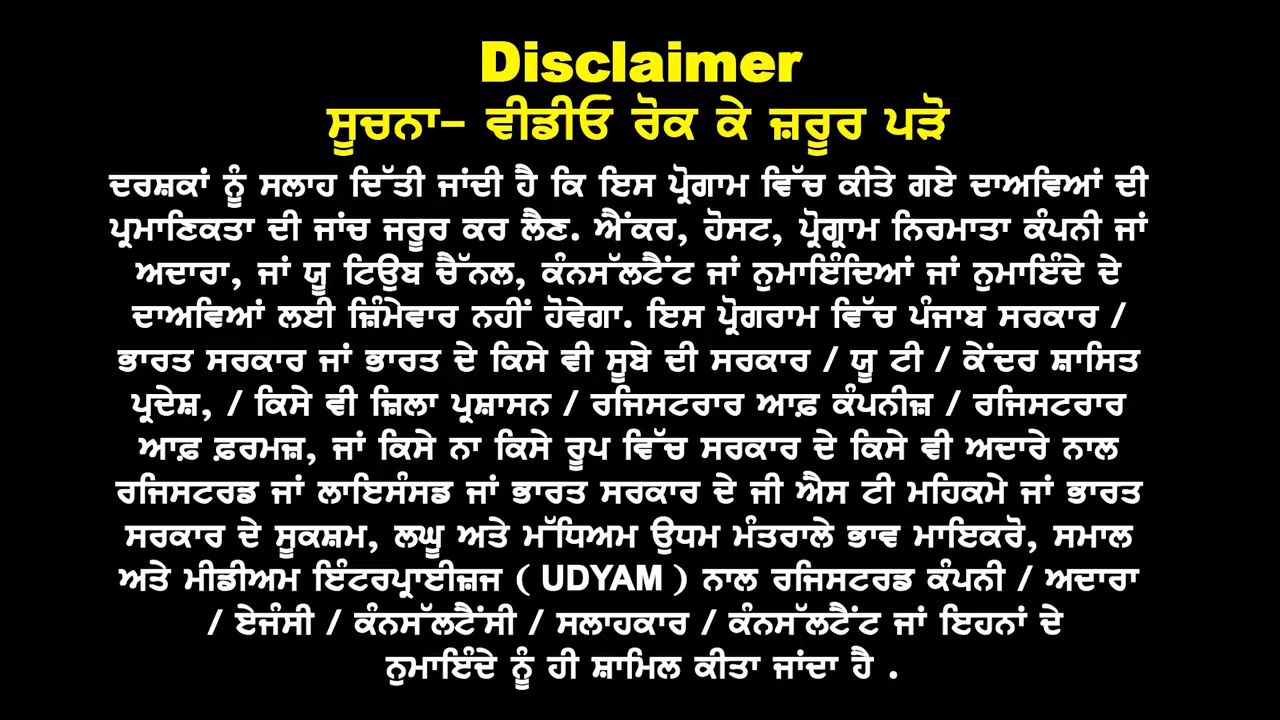 Disclaimer
ਸੂਚਨਾ- ਵੀਡੀਓ ਰੋਕ ਕੇ ਜ਼ਰੂਰ ਪੜੋ
ਦਰਸ਼ਕਾਂ ਨੂੰ ਸਲਾਹ ਦਿੱਤੀ ਜਾਂਦੀ ਹੈ ਕਿ ਇਸ ਪ੍ਰੋਗਾਮ ਵਿੱਚ ਕੀਤੇ ਗਏ ਦਾਅਵਿਆਂ ਦੀ
ਪ੍ਰਮਾਣਿਕਤਾ ਦੀ ਜਾਂਚ ਜਰੂਰ ਕਰ ਲੈਣ. ਐਂਕਰ, ਹੋਸਟ, ਪ੍ਰੋਗ੍ਰਾਮ ਨਿਰਮਾਤਾ ਕੰਪਨੀ ਜਾਂ
ਅਦਾਰਾ, ਜਾਂ ਯੂ ਟਿਊਬ ਚੈੱਨਲ, ਕੰਨਸੱਲਟੈਂਟ ਜਾਂ ਨੁਮਾਇੰਦਿਆਂ ਜਾਂ ਨੁਮਾਇੰਦੇ ਦੇ
ਦਾਅਵਿਆਂ ਲਈ ਜ਼ਿੰਮੇਵਾਰ ਨਹੀਂ ਹੋਵੇਗਾ. ਇਸ ਪ੍ਰੋਗਰਾਮ ਵਿੱਚ ਪੰਜਾਬ ਸਰਕਾਰ /
ਭਾਰਤ ਸਰਕਾਰ ਜਾਂ ਭਾਰਤ ਦੇ ਕਿਸੇ ਵੀ ਸੂਬੇ ਦੀ ਸਰਕਾਰ / ਯੂ ਟੀ / ਕੇਂਦਰ ਸ਼ਾਸਿਤ
ਪ੍ਰਦੇਸ਼, / ਕਿਸੇ ਵੀ ਜ਼ਿਲਾ ਪ੍ਰਸ਼ਾਸਨ / ਰਜਿਸਟਰਾਰ ਆਫ਼ ਕੰਪਨੀਜ਼ / ਰਜਿਸਟਰਾਰ
ਆਫ਼ ਫ਼ਰਮਜ਼, ਜਾਂ ਕਿਸੇ ਨਾ ਕਿਸੇ ਰੂਪ ਵਿੱਚ ਸਰਕਾਰ ਦੇ ਕਿਸੇ ਵੀ ਅਦਾਰੇ ਨਾਲ
ਰਜਿਸਟਰਡ ਜਾਂ ਲਾਇਸੰਸਡ ਜਾਂ ਭਾਰਤ ਸਰਕਾਰ ਦੇ ਜੀ ਐਸ ਟੀ ਮਹਿਕਮੇ ਜਾਂ ਭਾਰਤ
ਸਰਕਾਰ ਦੇ ਸੂਕਸ਼ਮ, ਲਘੂ ਅਤੇ ਮੱਧਿਅਮ ਉਧਮ ਮੰਤਰਾਲੇ ਭਾਵ ਮਾਇਕਰੋ, ਸਮਾਲ
ਅਤੇ ਮੀਡੀਅਮ ਇੰਟਰਪ੍ਰਾਈਜ਼ਜ ( UDYAM ) ਨਾਲ ਰਜਿਸਟਰਡ ਕੰਪਨੀ / ਅਦਾਰਾ
/ ਏਜੰਸੀ / ਕੰਨਸੱਲਟੈਂਸੀ / ਸਲਾਹਕਾਰ / ਕੰਨਸੱਲਟੈਂਟ ਜਾਂ ਇਹਨਾਂ ਦੇ
ਨੁਮਾਇੰਦੇ ਨੂੰ ਹੀ ਸ਼ਾਮਿਲ ਕੀਤਾ ਜਾਂਦਾ ਹੈ .